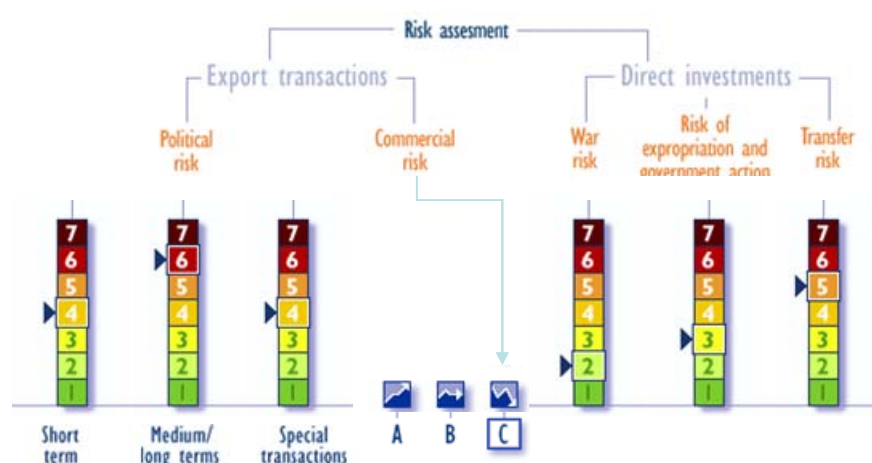 Risk assesment
Export transactions
Direct investments
Political
risk
Commercial
risk
War
risk
Risk of
expropriation and
government action
Transfer
risk
7 7 7 7 7 7
6 6 6 6 6 6
5 5 5 5 5 5
4 4 4 4 4 4
3 3 3 3 3 3
2 2 2 2 2 2
1 1 1 1 1 1
A B C
Short
term
Medium/
long terms
Special
transactions